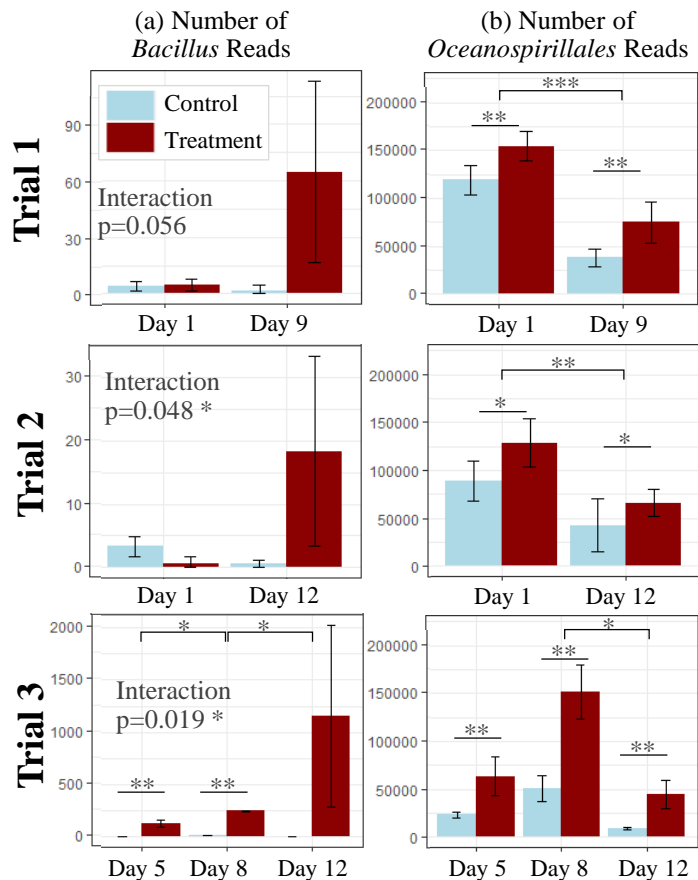 (a) Number of
Bacillus Reads
(b) Number of
Oceanospirillales Reads
Trial 1
Control
Treatment
Interaction
p=0.056
90
60
30
0
Day 1 Day 9
***
** **
200000
150000
100000
50000
0
Day 1 Day 9
Trial 2
Interaction
p=0.048 *
30
20
10
0
Day 1 Day 12
**
* *
200000
150000
100000
50000
0
Day 1 Day 12
Trial 3
* *
Interaction
p=0.019 *
** **
2000
1500
1000
500
0
Day 5 Day 8 Day 12
*
** ** **
200000
150000
100000
50000
0
Day 5 Day 8 Day 12